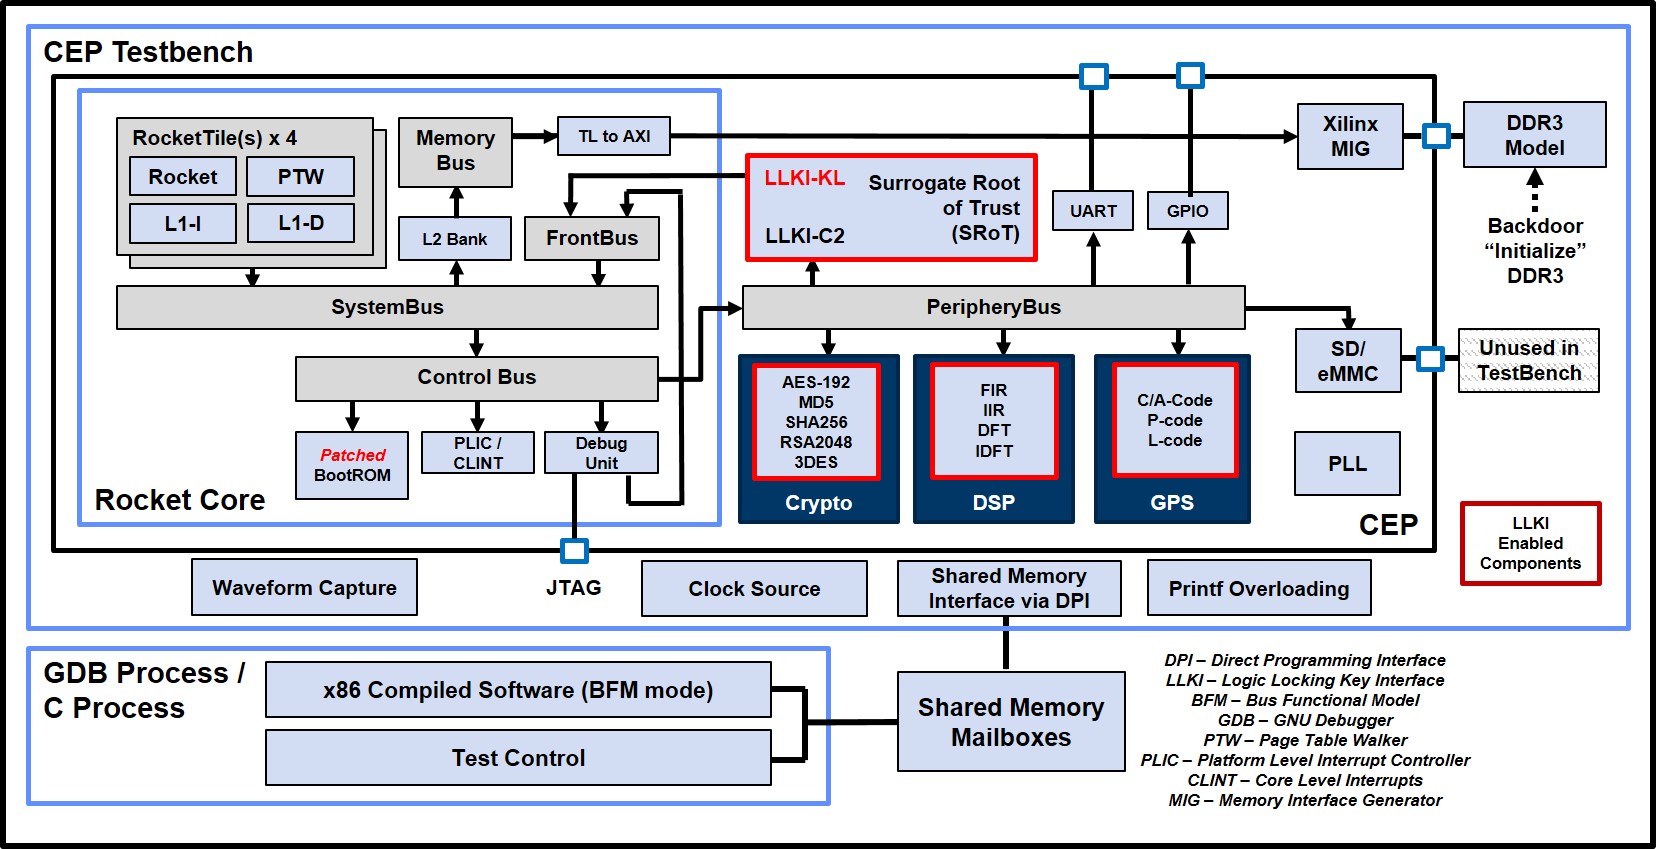 CEP Testbench
RocketTile(s) x 4
Rocket
PTW
L1-I
L1-D
Memory
Bus
TL to AXI
L2 Bank
FrontBus
SystemBus
Control Bus
Patched
BootROM
PLIC /
CLINT
Debug
Unit
Rocket Core
LLKI-KL
LLKI-C2
Surrogate Root
of Trust
(SRoT)
UART
GPIO
Xilinx
MIG
DDR3
Model
Backdoor
“Initialize”
DDR3
PeripheryBus
AES-192
MD5
SHA256
RSA2048
3DES
Crypto
FIR
IIR
DFT
IDFT
DSP
C/A-Code
P-code
L-code
GPS
SD/
eMMC
Unused in
TestBench
PLL
CEP
LLKI
Enabled
Components
Waveform Capture
JTAG
Clock Source
Shared Memory
Interface via DPI
Printf Overloading
GDB Process /
C Process
x86 Compiled Software (BFM mode)
Test Control
Shared Memory
Mailboxes
DPI – Direct Programming Interface
LLKI – Logic Locking Key Interface
BFM – Bus Functional Model
GDB – GNU Debugger
PTW – Page Table Walker
PLIC – Platform Level Interrupt Controller
CLINT – Core Level Interrupts
MIG – Memory Interface Generator